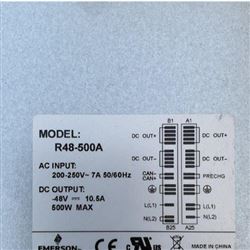 B1 A1
MODEL:
R48-500A
DC OUT+ DC OUT+
DC OUT- DC OUT-
AC INPUT:
CAN-
CAN+ PRECHG
200-250V~ 7A 50/60Hz
DC OUTPUT:
-48V⎓ 10.5A
L(L1) L(L1)
500W MAX
N(L2) N(L2)
B25 A25
EMERSON
c US
MADE IN CHINA